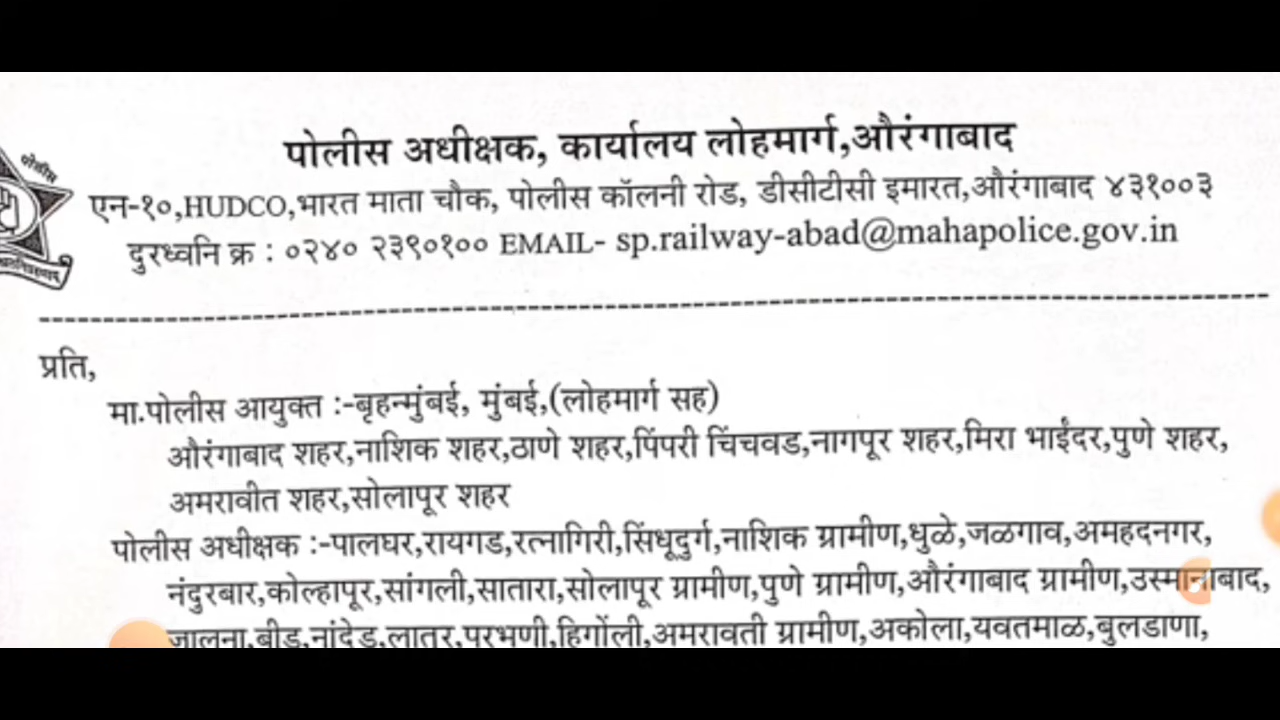 पोलीस
पोलीस अधीक्षक, कार्यालय लोहमार्ग,औरंगाबाद
एन-१०,HUDCO,भारत माता चौक, पोलीस कॉलनी रोड, डीसीटीसी इमारत,औरंगाबाद ४३१००३
दुरध्वनि क्र : ०२४० २३९०१०० EMAIL- sp.railway-abad@mahapolice.gov.in
प्रति,
मा.पोलीस आयुक्त :-बृहन्मुंबई, मुंबई,(लोहमार्ग सह)
औरंगाबाद शहर,नाशिक शहर,ठाणे शहर,पिंपरी चिंचवड,नागपूर शहर,मिरा भाईंदर,पुणे शहर,
अमरावीत शहर,सोलापूर शहर
पोलीस अधीक्षक :-पालघर,रायगड,रत्नागिरी,सिंधूदुर्ग,नाशिक ग्रामीण,धुळे,जळगाव,अमहदनगर,
नंदुरबार,कोल्हापूर,सांगली,सातारा,सोलापूर ग्रामीण,पुणे ग्रामीण,औरंगाबाद ग्रामीण,उस्मानाबाद,
जालना,बीड,नांदेड,लातुर,परभणी,हिगोंली,अमरावती ग्रामीण,अकोला,यवतमाळ,बुलडाणा,